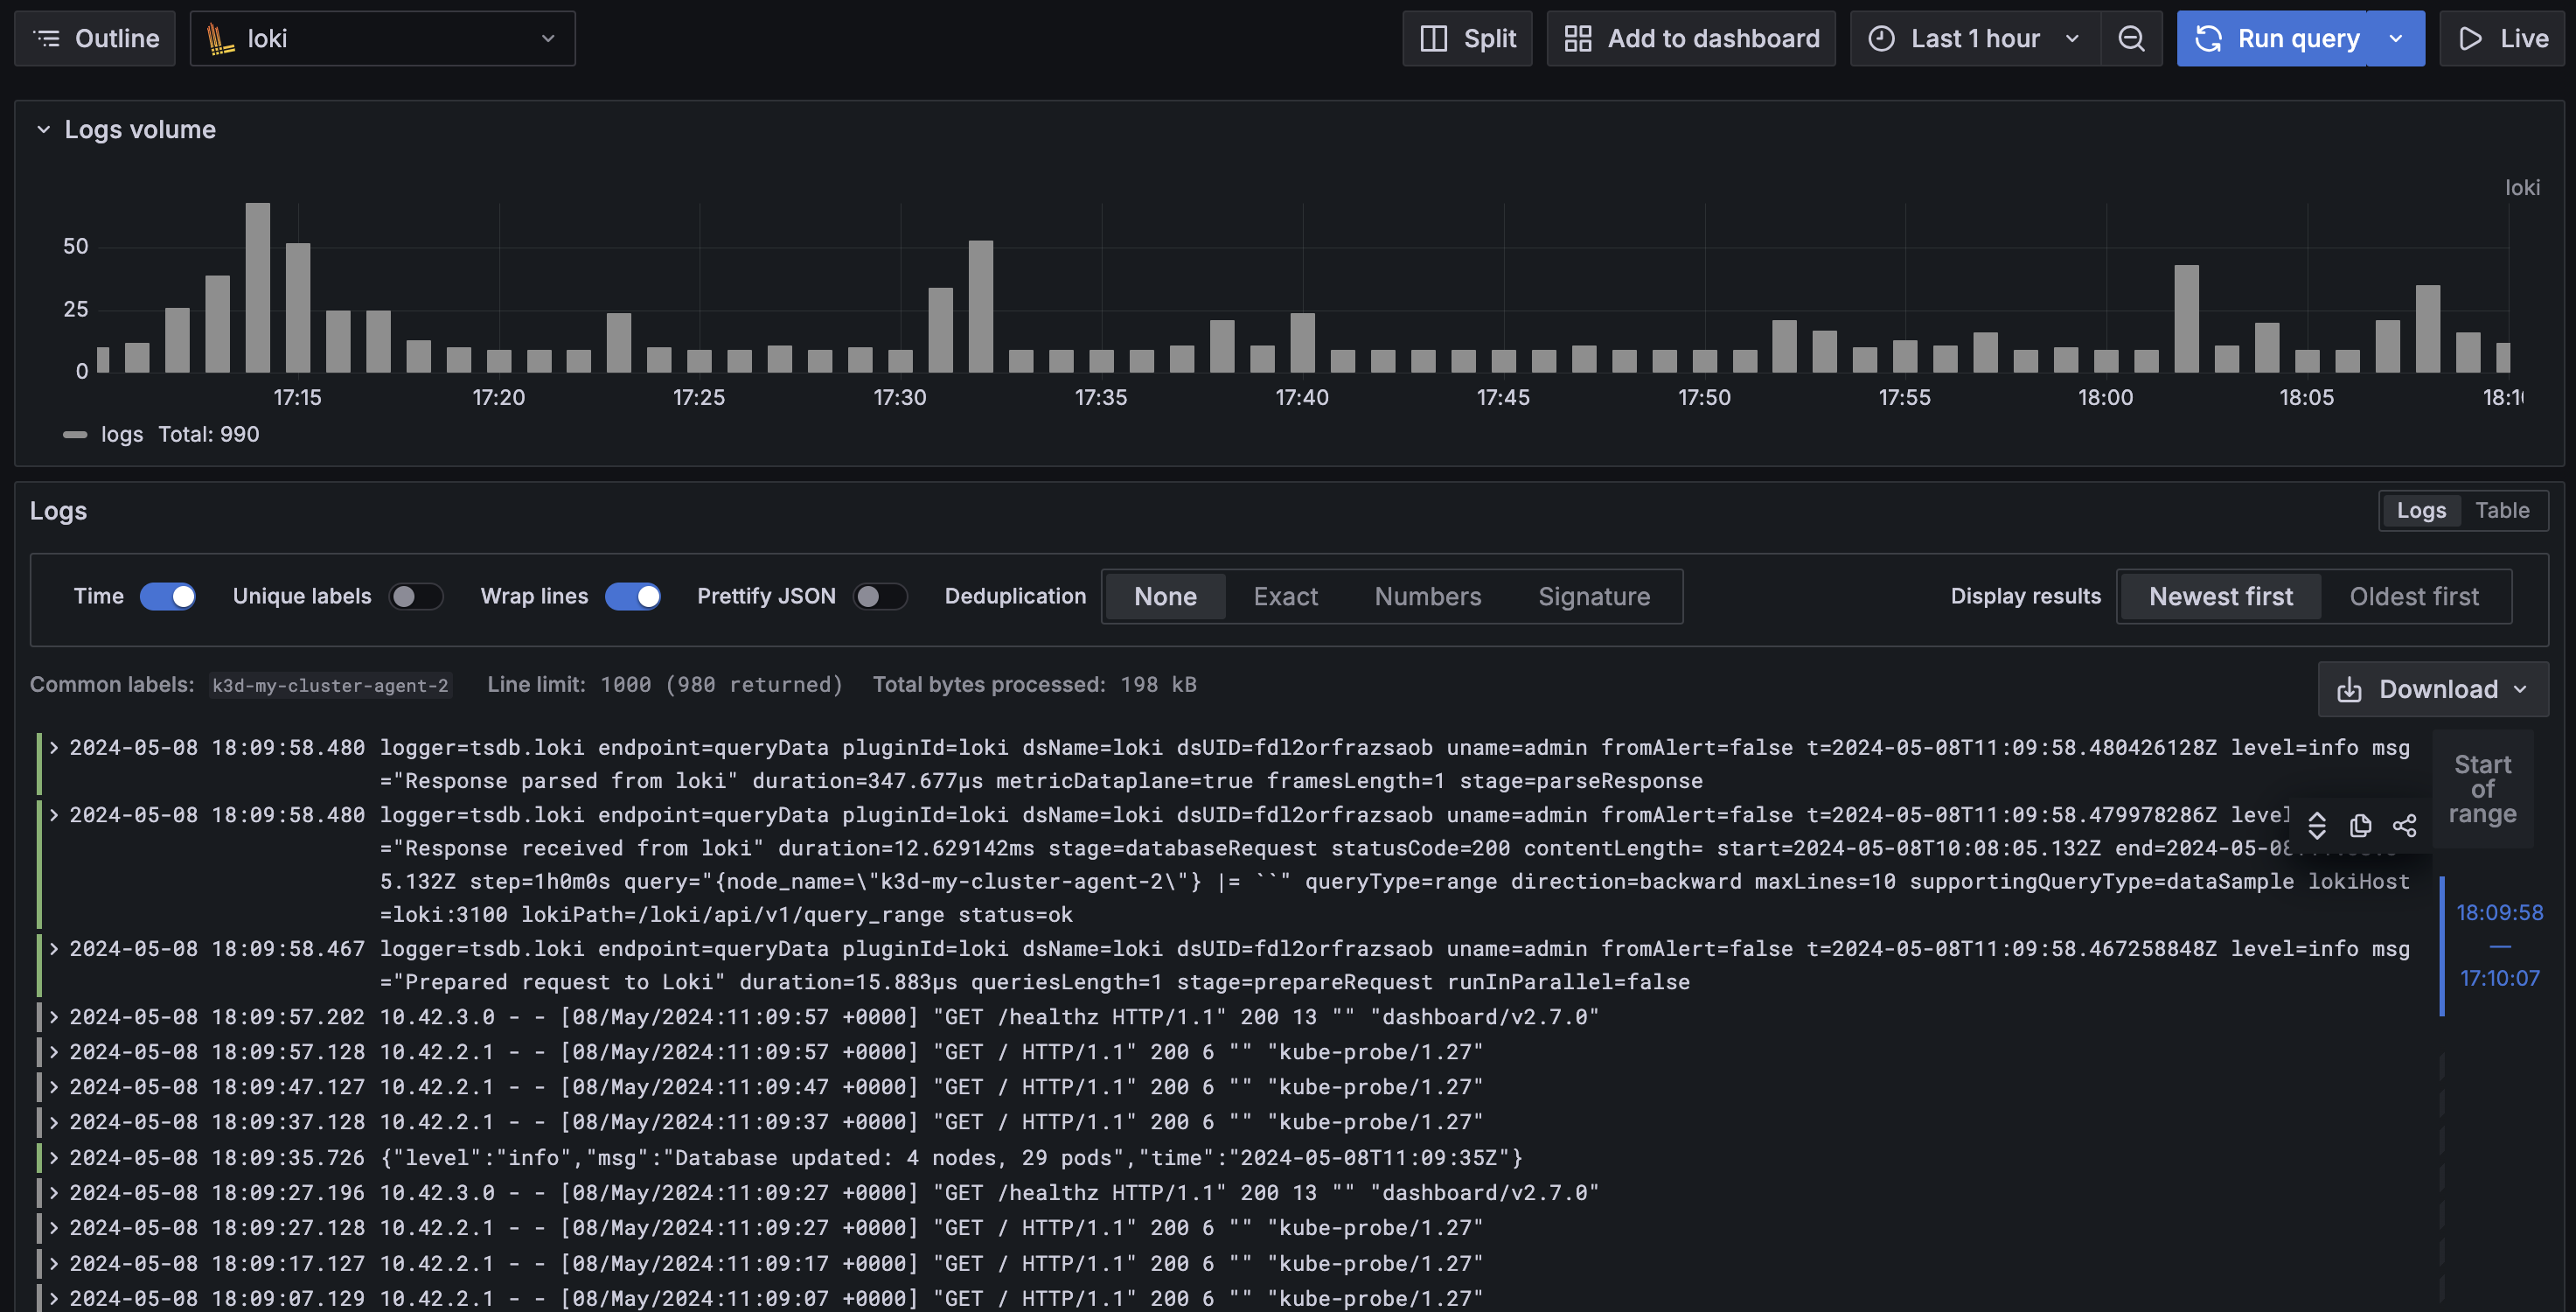 Outline
loki
Split
Add to dashboard
Last 1 hour
Run query
Live
Logs volume
loki
50
25
0
17:15 17:20 17:25 17:30 17:35 17:40 17:45 17:50 17:55 18:00 18:05
logs Total: 990
Logs
Logs Table
Time Unique labels Wrap lines Prettify JSON Deduplication None Exact Numbers Signature Display results Newest first Oldest first
Common labels: k3d-my-cluster-agent-2 Line limit: 1000 (980 returned) Total bytes processed: 198 kB
Download
2024-05-08 18:09:58.480 logger=tsdb.loki endpoint=queryData pluginId=loki dsName=loki dsUID=fdl2orfrazsaob uname=admin fromAlert=false t=2024-05-08T11:09:58.480426128Z level=info msg
="Response parsed from loki" duration=347.677µs metricDataplane=true framesLength=1 stage=parseResponse
2024-05-08 18:09:58.480 logger=tsdb.loki endpoint=queryData pluginId=loki dsName=loki dsUID=fdl2orfrazsaob uname=admin fromAlert=false t=2024-05-08T11:09:58.479978286Z level
="Response received from loki" duration=12.629142ms stage=databaseRequest statusCode=200 contentLength= start=2024-05-08T10:08:05.132Z end=2024-05-08
5.132Z step=1h0m0s query="{node_name=\"k3d-my-cluster-agent-2\"} |= ``" queryType=range direction=backward maxLines=10 supportingQueryType=dataSample lokiHost
=loki:3100 lokiPath=/loki/api/v1/query_range status=ok
2024-05-08 18:09:58.467 logger=tsdb.loki endpoint=queryData pluginId=loki dsName=loki dsUID=fdl2orfrazsaob uname=admin fromAlert=false t=2024-05-08T11:09:58.467258848Z level=info msg
="Prepared request to Loki" duration=15.883µs queriesLength=1 stage=prepareRequest runInParallel=false
2024-05-08 18:09:57.202 10.42.3.0 - - [08/May/2024:11:09:57 +0000] "GET /healthz HTTP/1.1" 200 13 "" "dashboard/v2.7.0"
2024-05-08 18:09:57.128 10.42.2.1 - - [08/May/2024:11:09:57 +0000] "GET / HTTP/1.1" 200 6 "" "kube-probe/1.27"
2024-05-08 18:09:47.127 10.42.2.1 - - [08/May/2024:11:09:47 +0000] "GET / HTTP/1.1" 200 6 "" "kube-probe/1.27"
2024-05-08 18:09:37.128 10.42.2.1 - - [08/May/2024:11:09:37 +0000] "GET / HTTP/1.1" 200 6 "" "kube-probe/1.27"
2024-05-08 18:09:35.726 {"level":"info","msg":"Database updated: 4 nodes, 29 pods","time":"2024-05-08T11:09:35Z"}
2024-05-08 18:09:27.196 10.42.3.0 - - [08/May/2024:11:09:27 +0000] "GET /healthz HTTP/1.1" 200 13 "" "dashboard/v2.7.0"
2024-05-08 18:09:27.128 10.42.2.1 - - [08/May/2024:11:09:27 +0000] "GET / HTTP/1.1" 200 6 "" "kube-probe/1.27"
2024-05-08 18:09:17.127 10.42.2.1 - - [08/May/2024:11:09:17 +0000] "GET / HTTP/1.1" 200 6 "" "kube-probe/1.27"
2024-05-08 18:09:07.129 10.42.2.1 - - [08/May/2024:11:09:07 +0000] "GET / HTTP/1.1" 200 6 "" "kube-probe/1.27"
Start
of
range
18:09:58
—
17:10:07